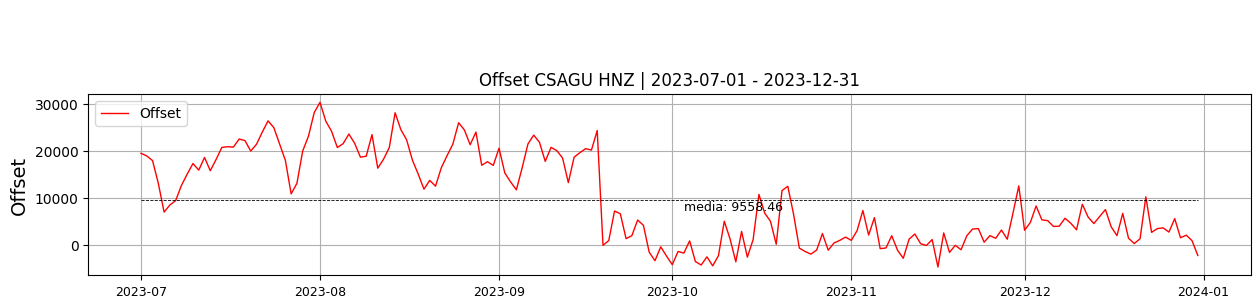 Offset CSAGU HNZ | 2023-07-01 - 2023-12-31
Offset
30000
20000
10000
0
Offset
media: 9558.46
2023-07
2023-08
2023-09
2023-10
2023-11
2023-12
2024-01